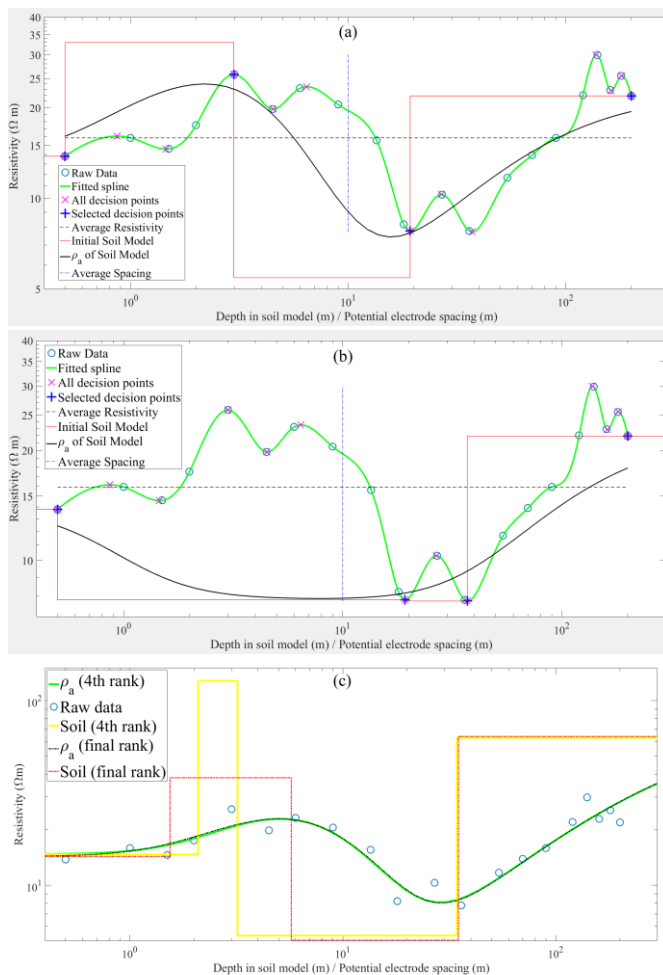 (a)
40
35
30
25
20
15
10
5
Resistivity (Ω m)
Raw Data
Fitted spline
All decision points
Selected decision points
Average Resistivity
Initial Soil Model
ρa of Soil Model
Average Spacing
10^0
10^1
10^2
Depth in soil model (m) / Potential electrode spacing (m)
(b)
40
35
30
25
20
15
10
Resistivity (Ω m)
Raw Data
Fitted spline
All decision points
Selected decision points
Average Resistivity
Initial Soil Model
ρa of Soil Model
Average Spacing
10^0
10^1
10^2
Depth in soil model (m) / Potential electrode spacing (m)
(c)
10^2
10^1
Resistivity (Ωm)
ρa (4th rank)
Raw data
Soil (4th rank)
ρa (final rank)
Soil (final rank)
10^0
10^1
10^2
Depth in soil model (m) / Potential electrode spacing (m)